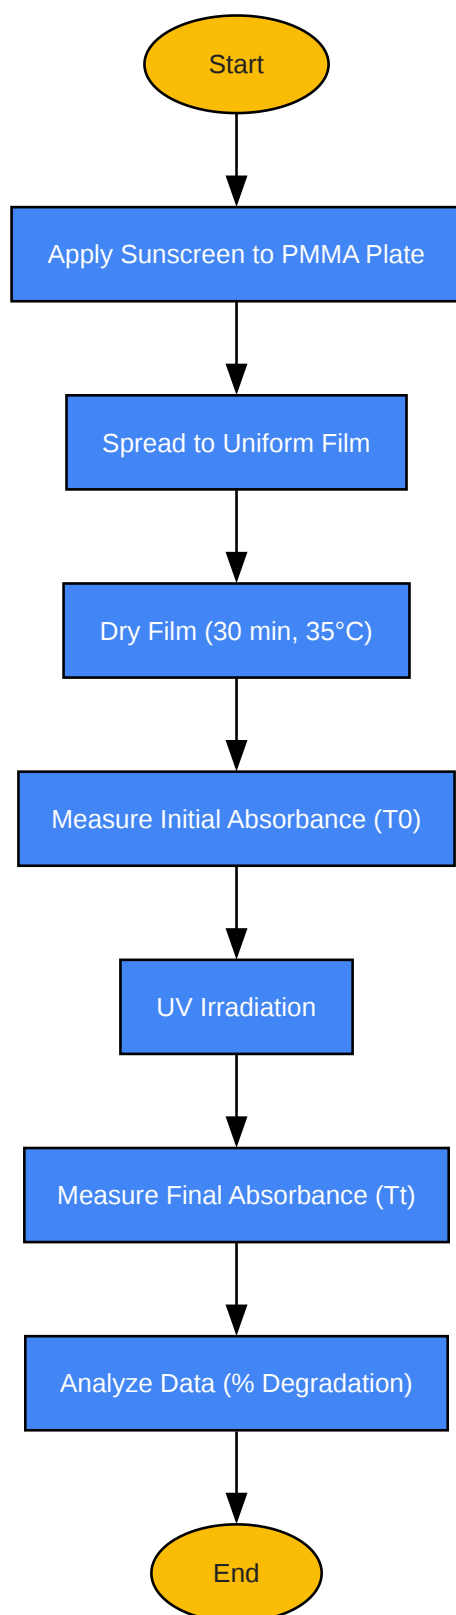 Start
Apply Sunscreen to PMMA Plate
Spread to Uniform Film
Dry Film (30 min, 35°C)
Measure Initial Absorbance (T0)
UV Irradiation
Measure Final Absorbance (Tt)
Analyze Data (% Degradation)
End